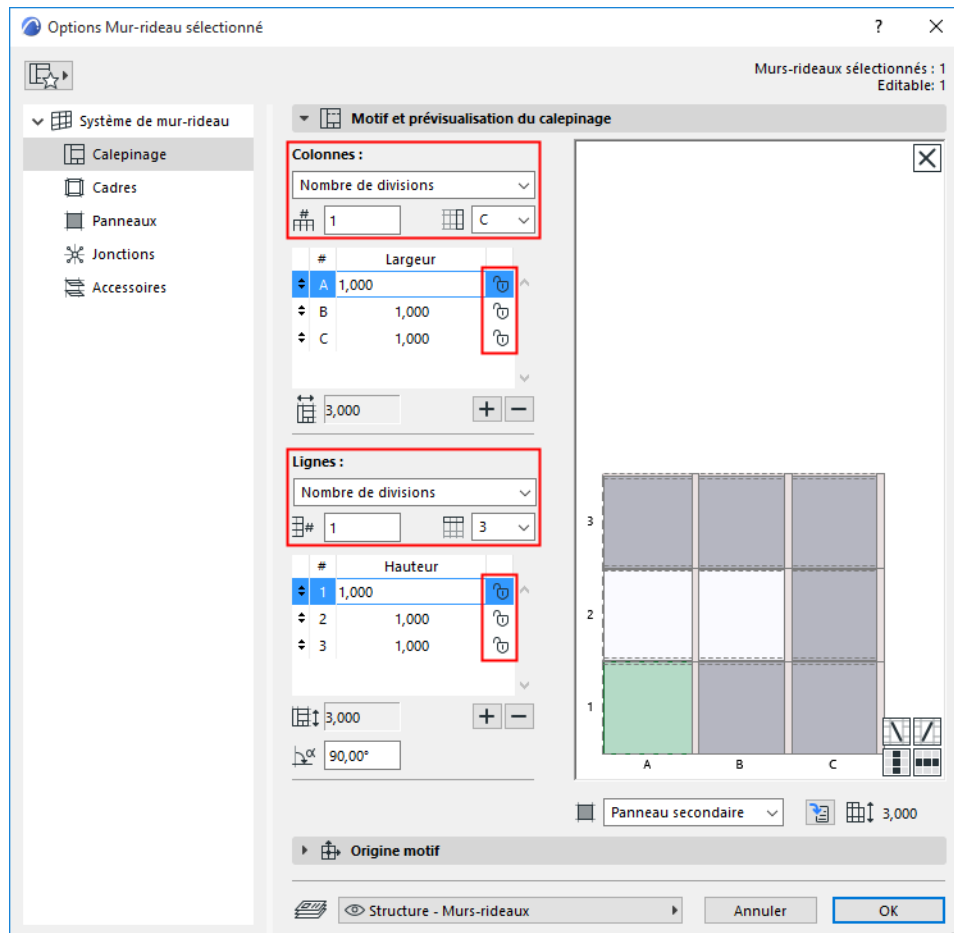 Options Mur-rideau sélectionné
?
Murs-rideaux sélectionnés : 1
Editable: 1
Système de mur-rideau
Calepinage
Cadres
Panneaux
Jonctions
Accessoires
Motif et prévisualisation du calepinage
Colonnes :
Nombre de divisions
# 1 C
# Largeur
A 1,000
B 1,000
C 1,000
3,000
Lignes :
Nombre de divisions
# 1 3
# Hauteur
1 1,000
2 1,000
3 1,000
3,000
α 90,00°
3
2
1
A B C
Panneau secondaire 3,000
Origine motif
Structure - Murs-rideaux
Annuler
OK